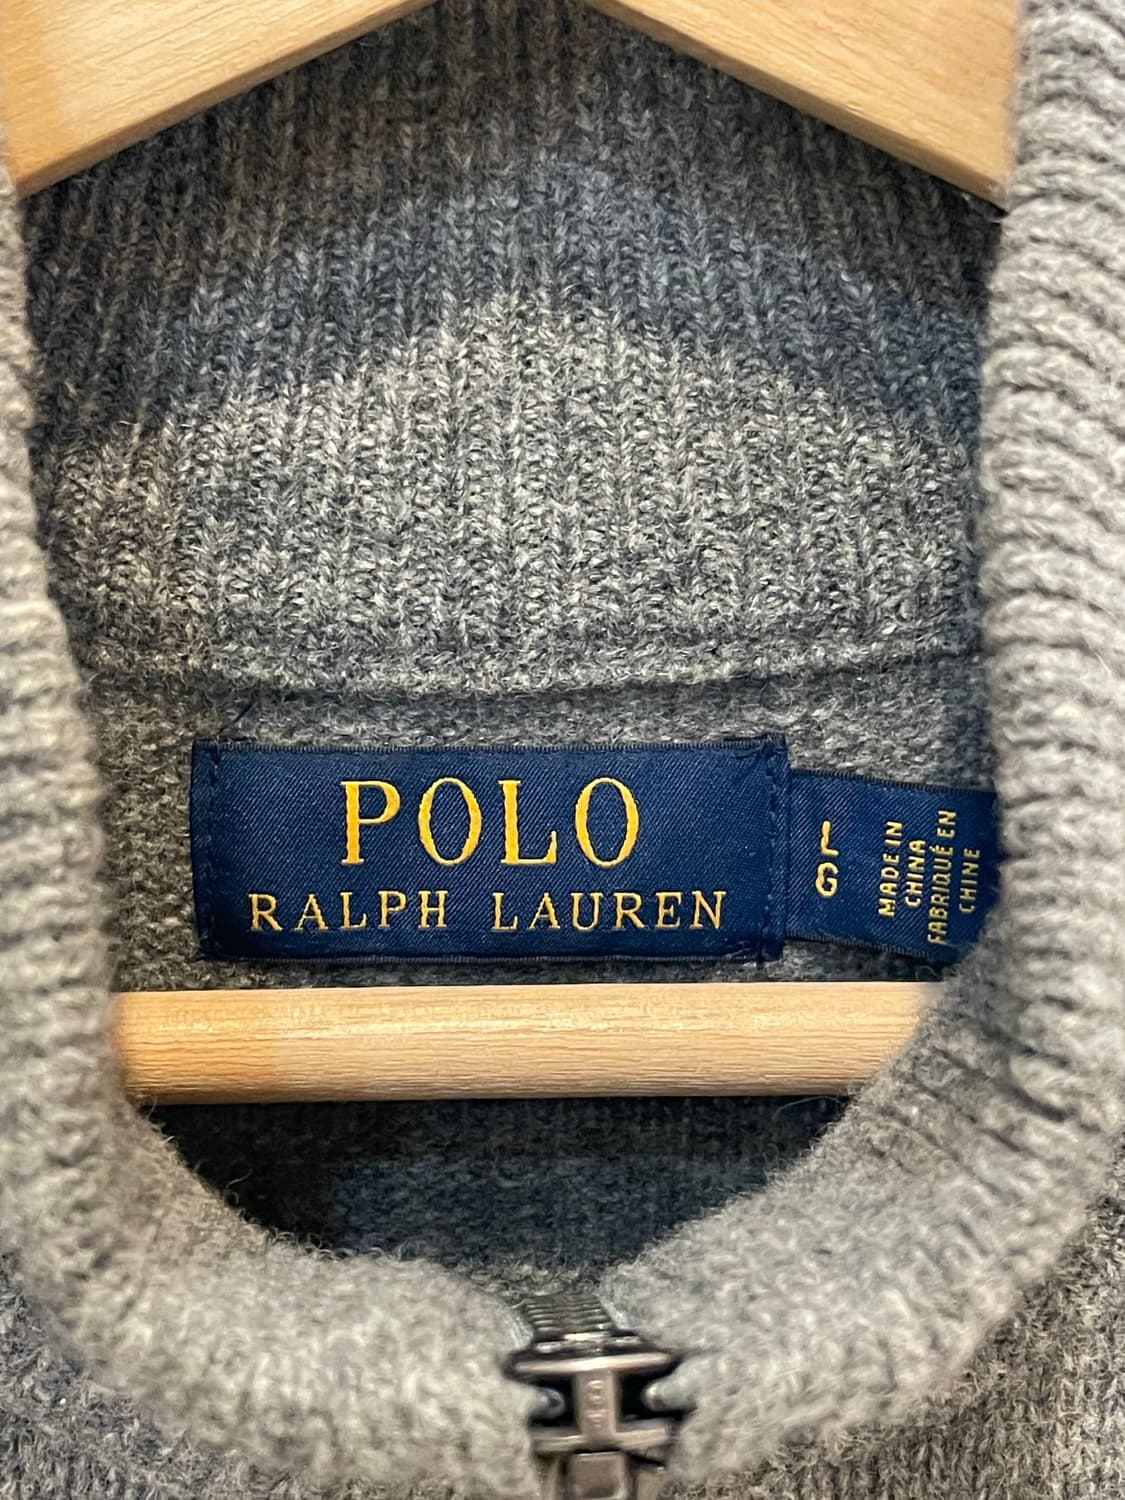 POLO
RALPH LAUREN
L
G
MADE IN
CHINA
FABRIQUÉ EN
CHINE